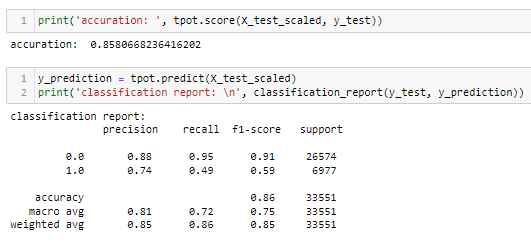 1 print('accuration: ', tpot.score(X_test_scaled, y_test))
accuration:  0.8580668236416202
1 y_prediction = tpot.predict(X_test_scaled)
2 print('classification report: \n', classification_report(y_test, y_prediction))
classification report:
precision recall f1-score support
0.0 0.88 0.95 0.91 26574
1.0 0.74 0.49 0.59 6977
accuracy 0.86 33551
macro avg 0.81 0.72 0.75 33551
weighted avg 0.85 0.86 0.85 33551